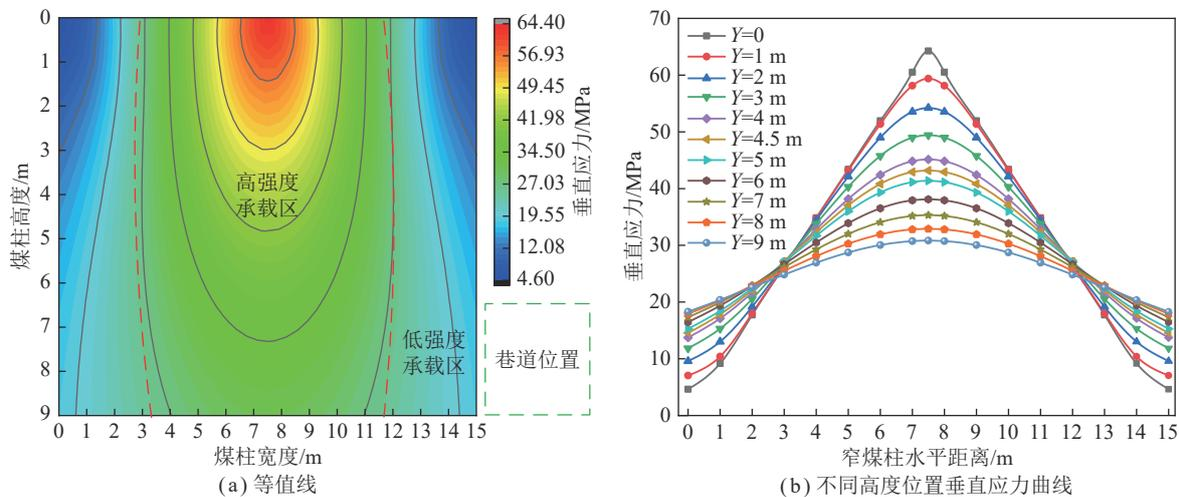 0
1
2
3
4
5
6
7
8
9
煤柱高度/m
0 1 2 3 4 5 6 7 8 9 10 11 12 13 14 15
煤柱宽度/m
高强度
承载区
低强度
承载区
64.40
56.93
49.45
41.98
34.50
27.03
19.55
12.08
4.60
垂直应力/MPa
巷道位置
(a) 等值线
70
60
50
40
30
20
10
0
垂直应力/MPa
Y=0
Y=1 m
Y=2 m
Y=3 m
Y=4 m
Y=4.5 m
Y=5 m
Y=6 m
Y=7 m
Y=8 m
Y=9 m
0 1 2 3 4 5 6 7 8 9 10 11 12 13 14 15
窄煤柱水平距离/m
(b) 不同高度位置垂直应力曲线